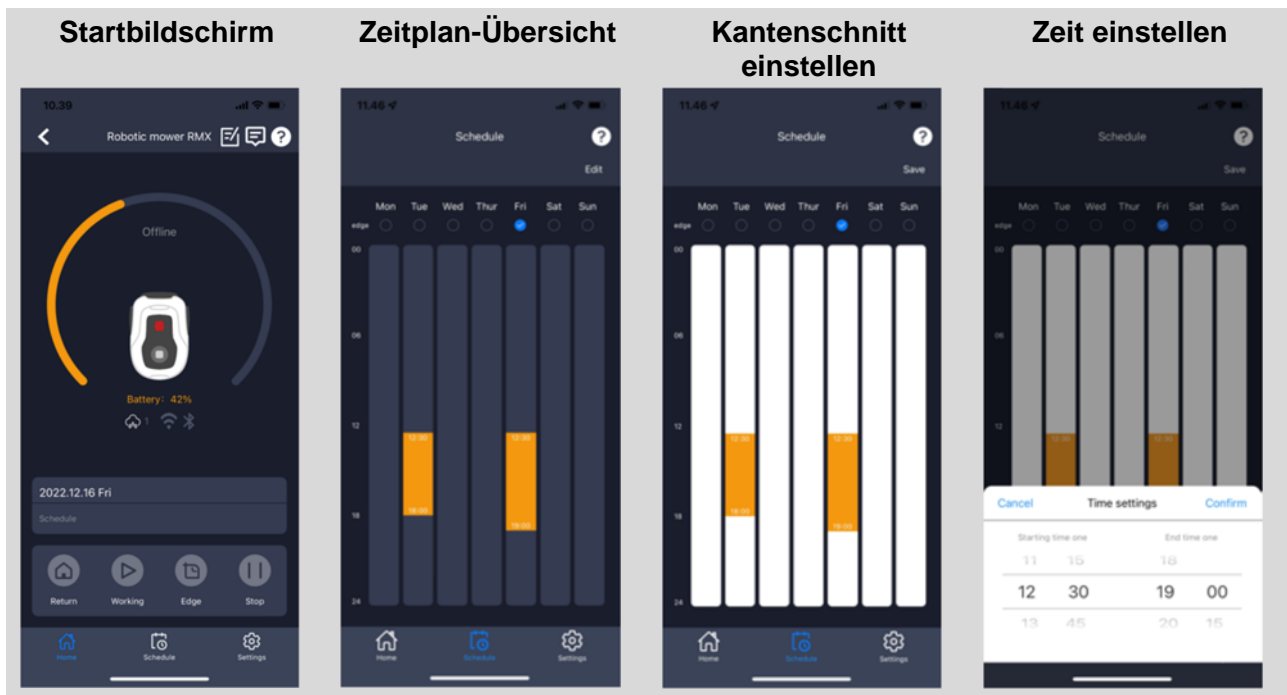 Startbildschirm
10.39
Robotic mower RMX
Offline
Battery: 42%
1
2022.12.16 Fri
Schedule
Return Working Edge Stop
Home Schedule Settings
Zeitplan-Übersicht
11.46
Schedule
Edit
Mon Tue Wed Thur Fri Sat Sun
edge
00
06
12
12:30 12:30
18:00
18
19:00
24
Home Schedule Settings
Kantenschnitt
einstellen
11.46
Schedule
Save
Mon Tue Wed Thur Fri Sat Sun
edge
00
06
12
12:30 12:30
18:00
18
19:00
24
Home Schedule Settings
Zeit einstellen
11.46
Schedule
Save
Mon Tue Wed Thur Fri Sat Sun
edge
00
06
12
12:30 12:30
Cancel Time settings Confirm
Starting time one End time one
11 15 18
12 30 19 00
13 45 20 15